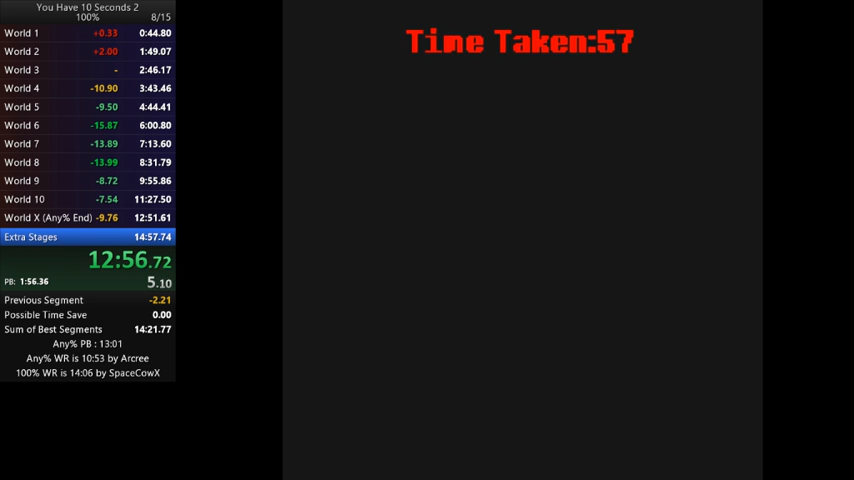 You Have 10 Seconds 2
100% 8/15
World 1 +0.33 0:44.80
World 2 +2.00 1:49.07
World 3 - 2:46.17
World 4 -10.90 3:43.46
World 5 -9.50 4:44.41
World 6 -15.87 6:00.80
World 7 -13.89 7:13.60
World 8 -13.99 8:31.79
World 9 -8.72 9:55.86
World 10 -7.54 11:27.50
World X (Any% End) -9.76 12:51.61
Extra Stages 14:57.74
12:56.72
PB: 1:56.36 5.10
Previous Segment -2.21
Possible Time Save 0.00
Sum of Best Segments 14:21.77
Any% PB : 13:01
Any% WR is 10:53 by Arcree
100% WR is 14:06 by SpaceCowX
Time Taken:57